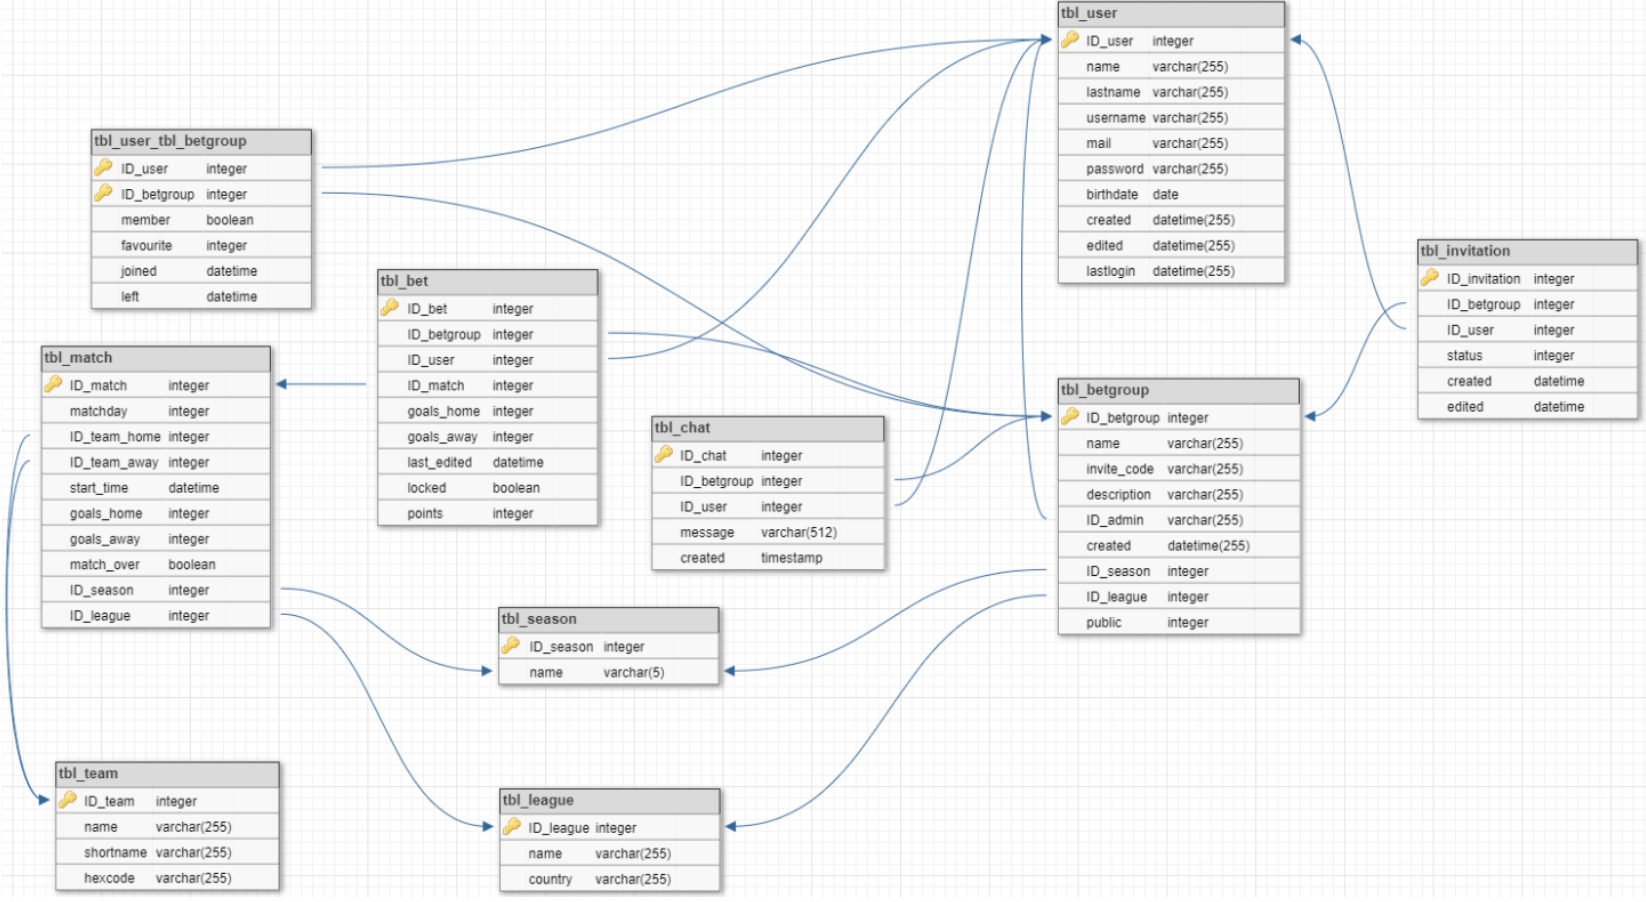 tbl_user
ID_user integer
name varchar(255)
lastname varchar(255)
username varchar(255)
mail varchar(255)
password varchar(255)
birthdate date
created datetime(255)
edited datetime(255)
lastlogin datetime(255)
tbl_user_tbl_betgroup
ID_user integer
ID_betgroup integer
member boolean
favourite integer
joined datetime
left datetime
tbl_invitation
ID_invitation integer
ID_betgroup integer
ID_user integer
status integer
created datetime
edited datetime
tbl_bet
ID_bet integer
ID_betgroup integer
ID_user integer
ID_match integer
goals_home integer
goals_away integer
last_edited datetime
locked boolean
points integer
tbl_match
ID_match integer
matchday integer
ID_team_home integer
ID_team_away integer
start_time datetime
goals_home integer
goals_away integer
match_over boolean
ID_season integer
ID_league integer
tbl_chat
ID_chat integer
ID_betgroup integer
ID_user integer
message varchar(512)
created timestamp
tbl_betgroup
ID_betgroup integer
name varchar(255)
invite_code varchar(255)
description varchar(255)
ID_admin varchar(255)
created datetime(255)
ID_season integer
ID_league integer
public integer
tbl_season
ID_season integer
name varchar(5)
tbl_team
ID_team integer
name varchar(255)
shortname varchar(255)
hexcode varchar(255)
tbl_league
ID_league integer
name varchar(255)
country varchar(255)